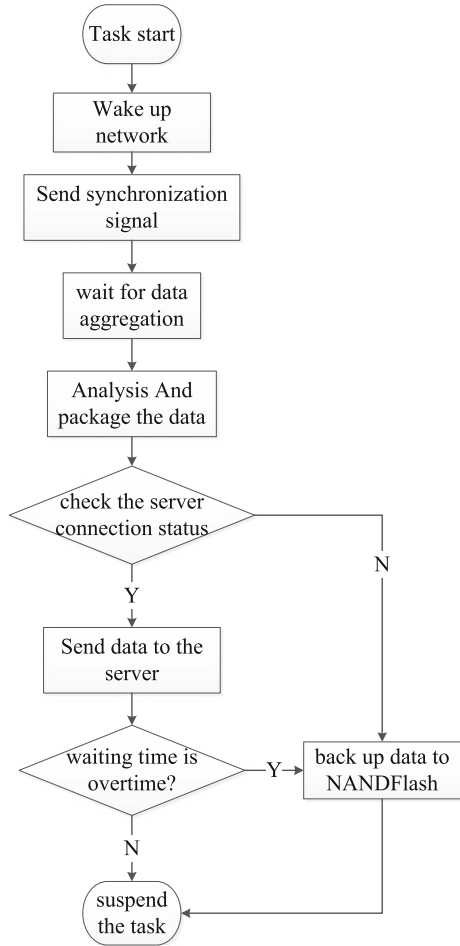 Task start
Wake up
network
Send synchronization
signal
wait for data
aggregation
Analysis And
package the data
check the server
connection status
N
Y
Send data to the
server
waiting time is
overtime?
Y
back up data to
NANDFlash
N
suspend
the task